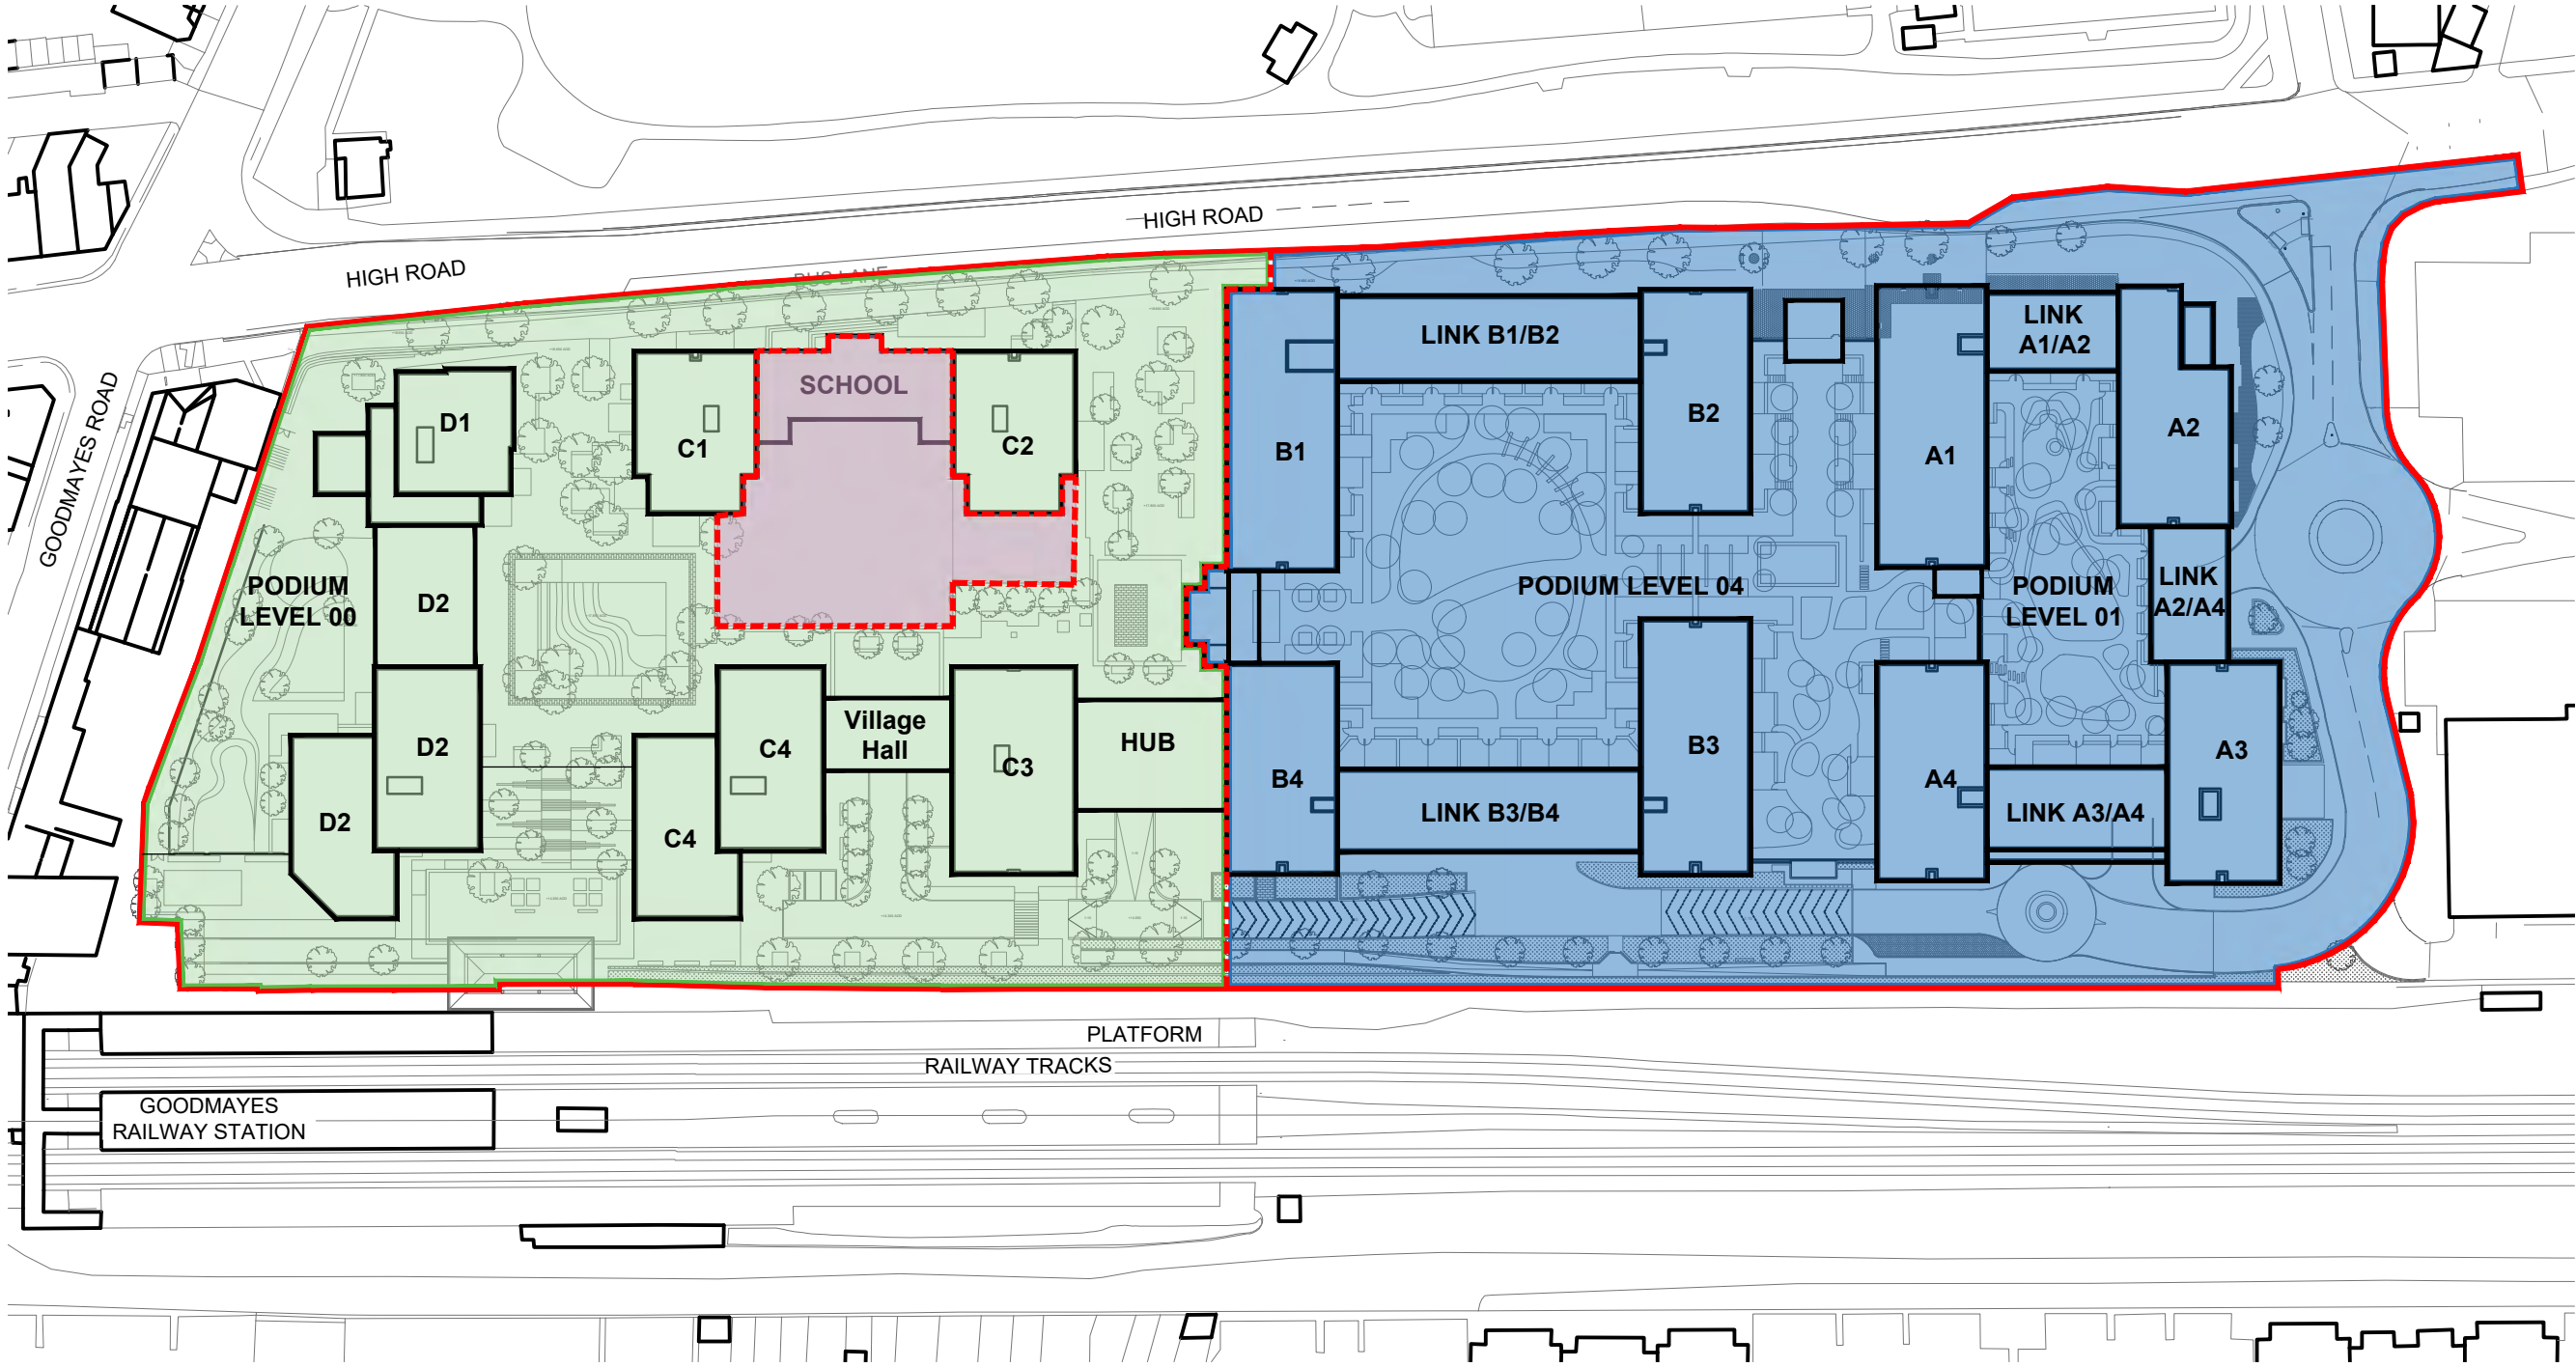 HIGH ROAD
HIGH ROAD
BUS LANE
GOODMAYES ROAD
SCHOOL
D1
C1
C2
PODIUM
LEVEL 00
D2
D2
D2
C4
C4
Village
Hall
C3
HUB
LINK B1/B2
B1
B2
PODIUM LEVEL 04
B3
B4
LINK B3/B4
LINK
A1/A2
A1
A2
PODIUM
LEVEL 01
LINK
A2/A4
A3
A4
LINK A3/A4
PLATFORM
RAILWAY TRACKS
GOODMAYES
RAILWAY STATION